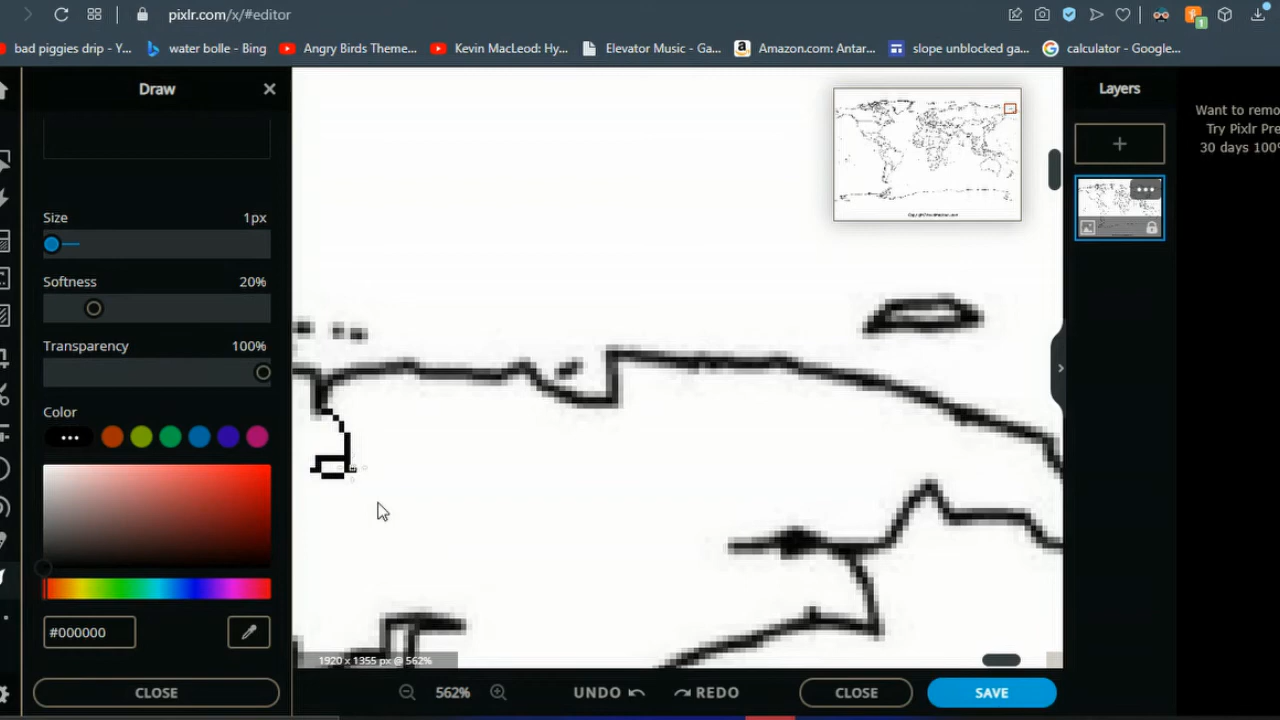 pixlr.com/x/#editor
bad piggies drip - Y... water bolle - Bing Angry Birds Theme... Kevin MacLeod: Hy... Elevator Music - Ga... Amazon.com: Antar... slope unblocked ga... calculator - Google...
Draw
Layers
Want to remo
Try Pixlr Pre
30 days 100%
Size 1px
Softness 20%
Transparency 100%
Color
#000000
CLOSE
1920 x 1355 px @ 562%
562%
UNDO
REDO
CLOSE
SAVE
1